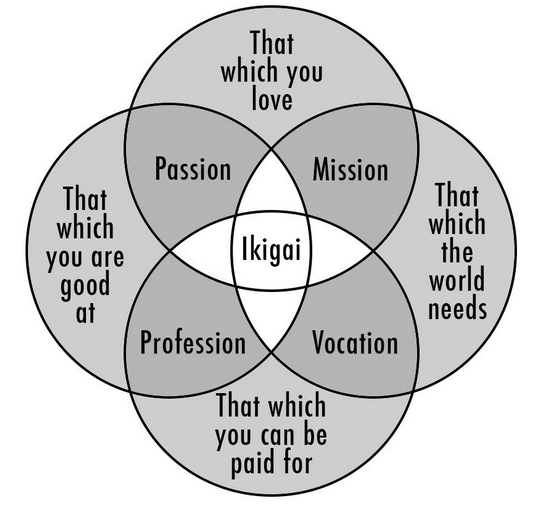 That
which you
love
Passion
Mission
That
which
you are
good
at
Ikigai
That
which
the
world
needs
Profession
Vocation
That which
you can be
paid for